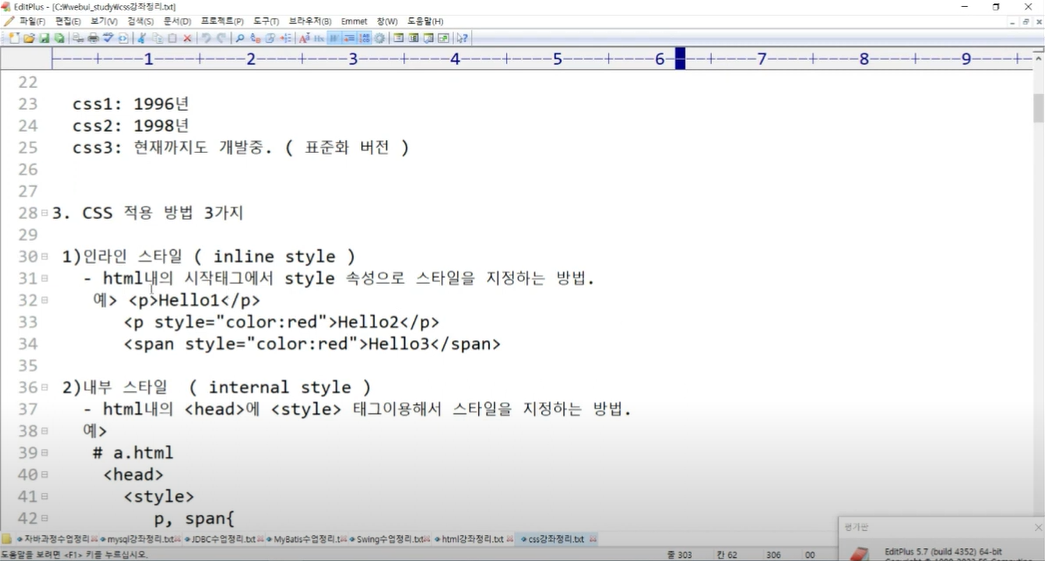 EditPlus - [C:\webui_study\css강좌정리.txt]
파일(F) 편집(E) 보기(V) 검색(S) 문서(D) 프로젝트(P) 도구(T) 브라우저(B) Emmet 창(W) 도움말(H)
----+----1----+----2----+----3----+----4----+----5----+----6----+----7----+----8----+----9----+--
22
23 css1: 1996년
24 css2: 1998년
25 css3: 현재까지도 개발중. ( 표준화 버전 )
26
27
28 3. CSS 적용 방법 3가지
29
30 1)인라인 스타일 ( inline style )
31 - html내의 시작태그에서 style 속성으로 스타일을 지정하는 방법.
32 예> <p>Hello1</p>
33 <p style="color:red">Hello2</p>
34 <span style="color:red">Hello3</span>
35
36 2)내부 스타일 ( internal style )
37 - html내의 <head>에 <style> 태그이용해서 스타일을 지정하는 방법.
38 예>
39 # a.html
40 <head>
41 <style>
42 p, span{
자바과정수업정리 mysql강좌정리.txt JDBC수업정리.txt MyBatis수업정리.t Swing수업정리.txt html강좌정리.txt css강좌정리.txt
평가판
도움말을 보려면 <F1> 키를 누르십시오. 줄 303 칸 62 306 00
EditPlus 5.7 (build 4352) 64-bit